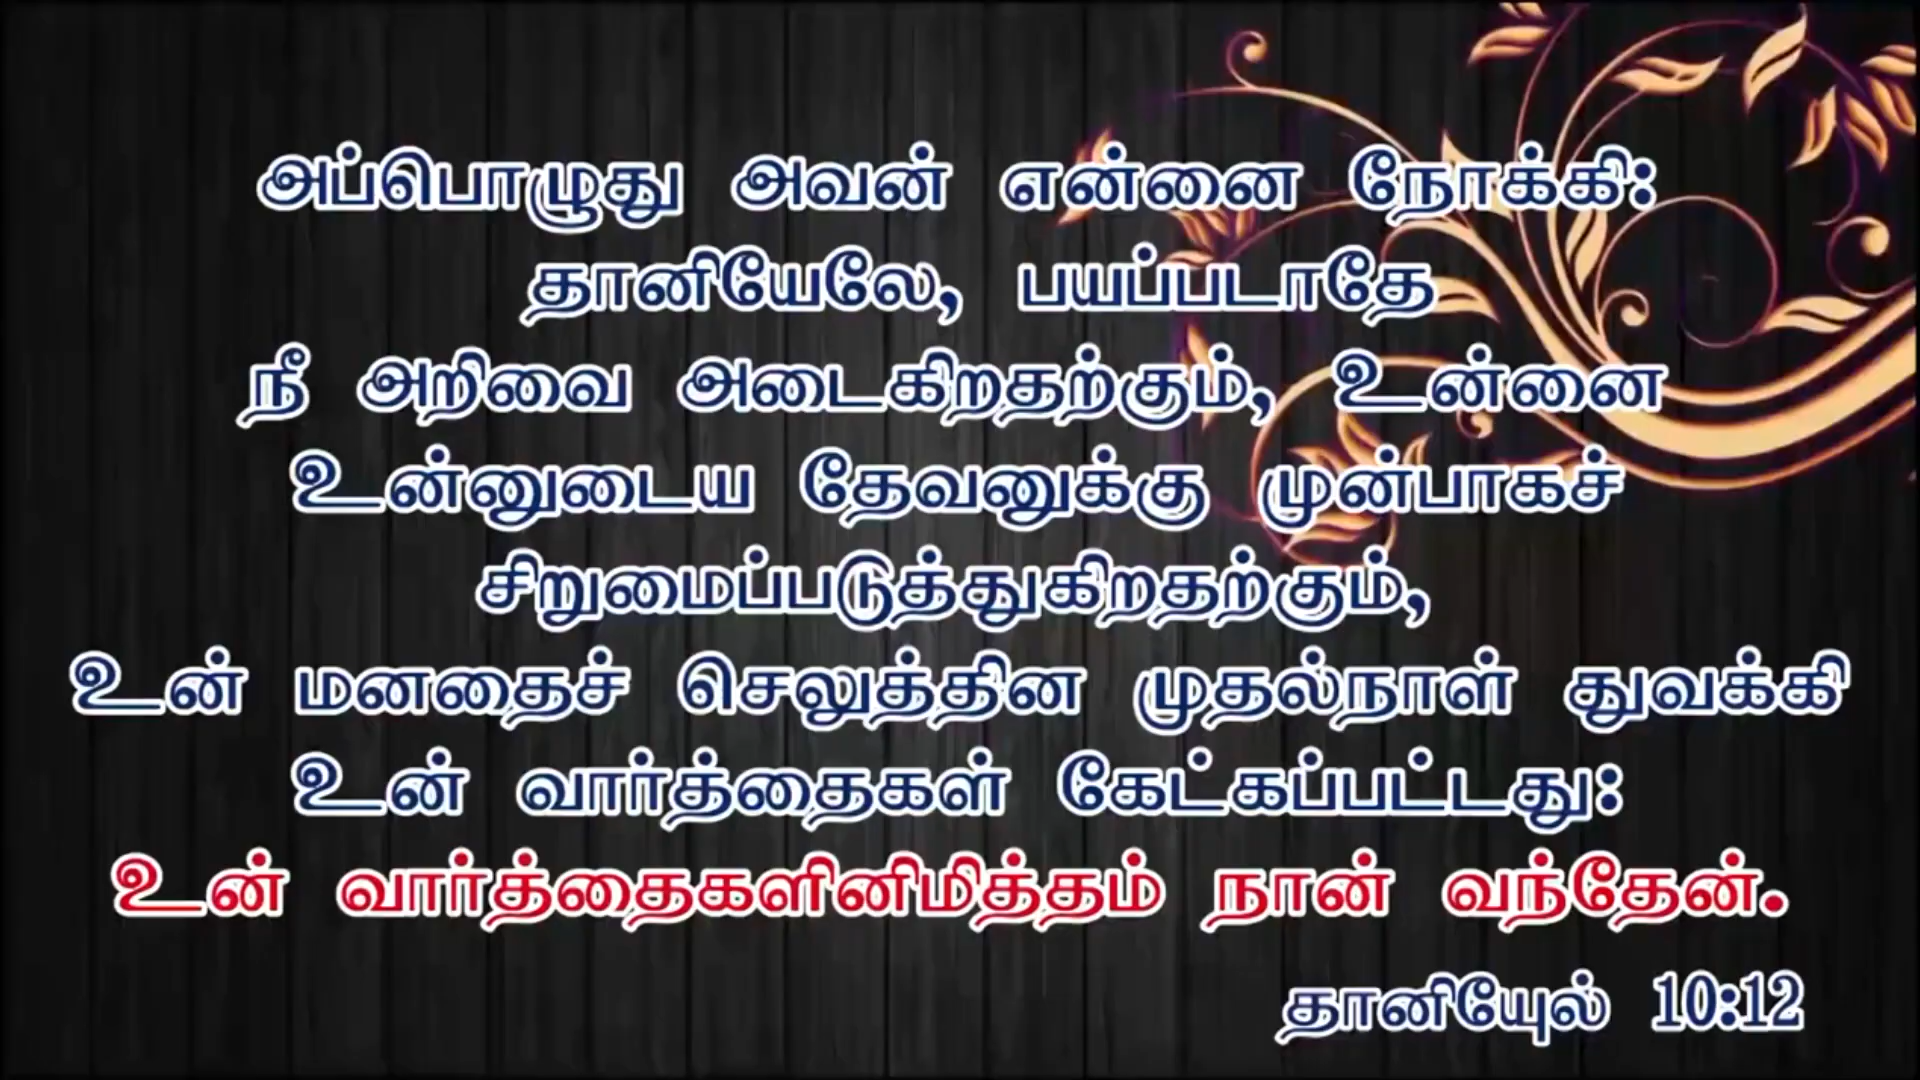 அப்பொழுது அவன் என்னை நோக்கி:
தானியேலே, பயப்படாதே
நீ அறிவை அடைகிறதற்கும், உன்னை
உன்னுடைய தேவனுக்கு முன்பாகச்
சிறுமைப்படுத்துகிறதற்கும்,
உன் மனதைச் செலுத்தின முதல்நாள் துவக்கி
உன் வார்த்தைகள் கேட்கப்பட்டது:
உன் வார்த்தைகளினிமித்தம் நான் வந்தேன்.
தானியேுல் 10:12